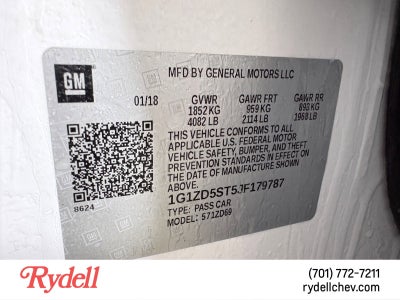 GM
MFD BY GENERAL MOTORS LLC
01/18 GVWR GAWR FRT GAWR RR
1852 KG 959 KG 893 KG
4082 LB 2114 LB 1968 LB
THIS VEHICLE CONFORMS TO ALL
APPLICABLE U.S. FEDERAL MOTOR
VEHICLE SAFETY, BUMPER, AND THEFT
PREVENTION STANDARDS IN EFFECT ON
THE DATE OF MANUFACTURE SHOWN
ABOVE.
1G1ZD5ST5JF179787
TYPE: PASS CAR
MODEL: 571ZD69
8624
Rydell
(701) 772-7211
rydellchev.com